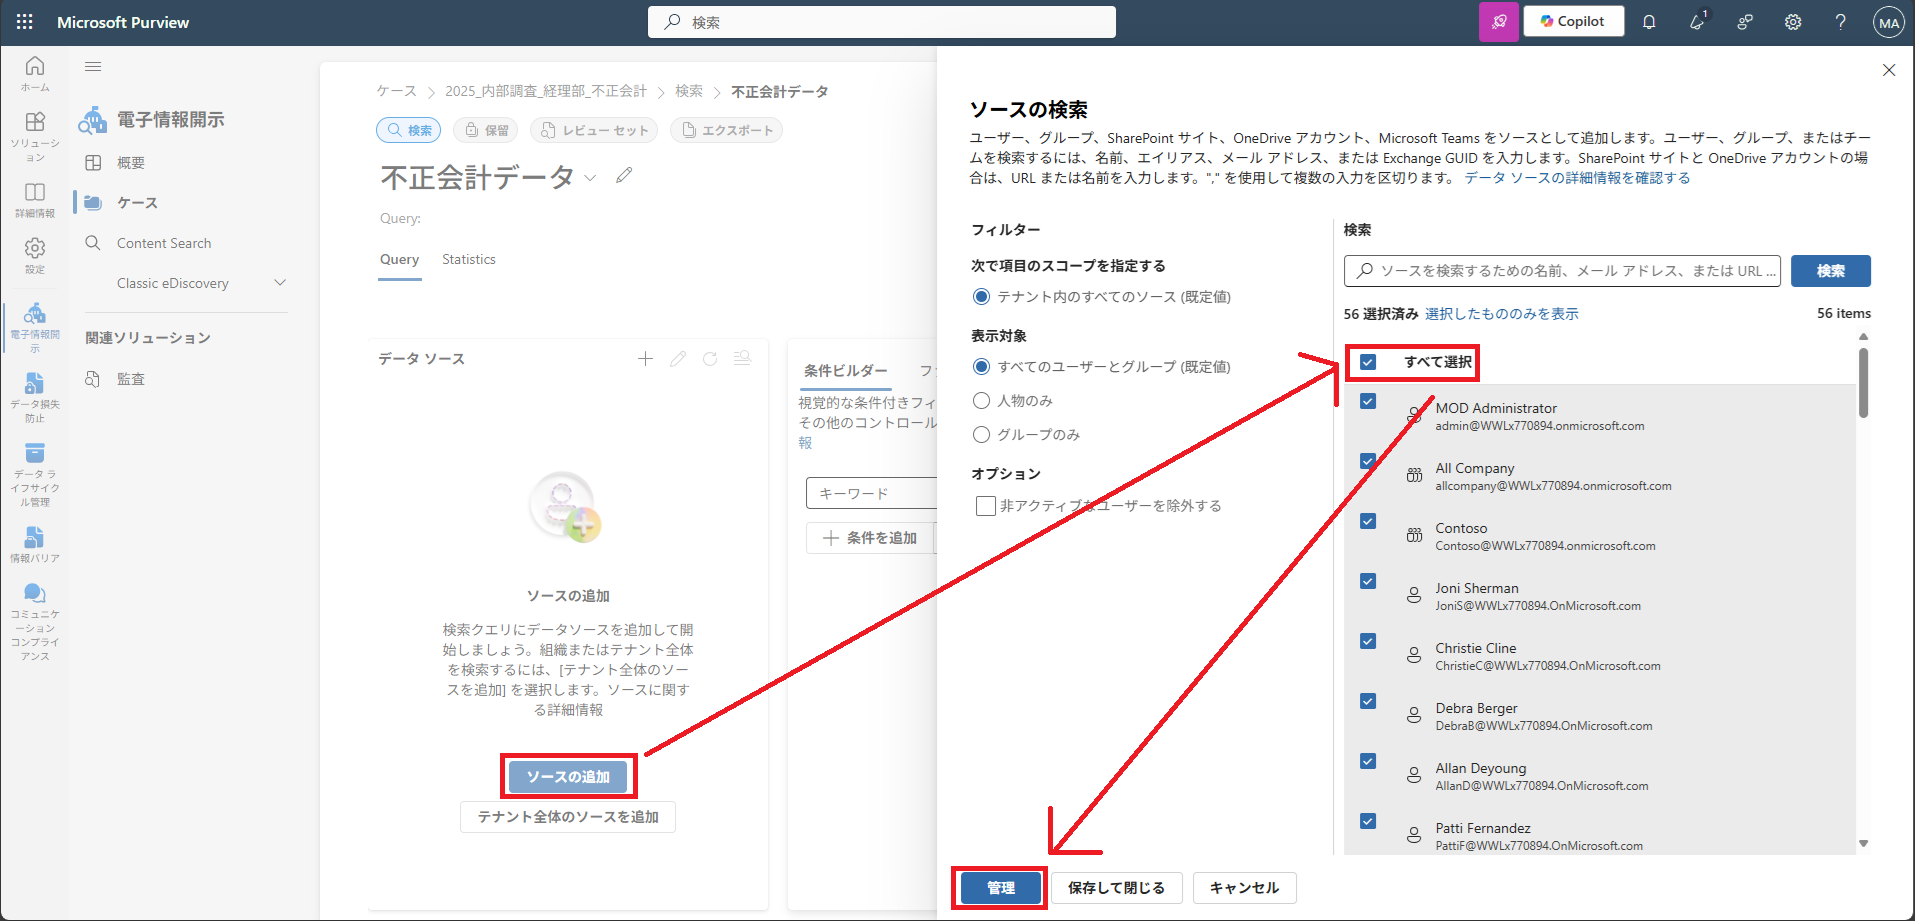 Microsoft Purview
検索
Copilot
1
MA
ホーム
ソリューシ
ョン
詳細情報
設定
電子情報開
示
データ損失
防止
データ ラ
イフサイク
ル管理
情報バリア
コミュニケ
ーション
コンプライ
アンス
電子情報開示
概要
ケース
Content Search
Classic eDiscovery
関連ソリューション
監査
ケース > 2025_内部調査_経理部_不正会計 > 検索 > 不正会計データ
検索
保留
レビュー セット
エクスポート
不正会計データ
Query:
Query
Statistics
データ ソース
ソースの追加
検索クエリにデータソースを追加して開
始しましょう。組織またはテナント全体
を検索するには、[テナント全体のソー
スを追加] を選択します。ソースに関す
る詳細情報
ソースの追加
テナント全体のソースを追加
条件ビルダー
視覚的な条件付きフィ
その他のコントロール
報
キーワード
条件を追加
ソースの検索
ユーザー、グループ、SharePoint サイト、OneDrive アカウント、Microsoft Teams をソースとして追加します。ユーザー、グループ、またはチー
ムを検索するには、名前、エイリアス、メール アドレス、または Exchange GUID を入力します。SharePoint サイトと OneDrive アカウントの場
合は、URL または名前を入力します。"," を使用して複数の入力を区切ります。 データ ソースの詳細情報を確認する
フィルター
次で項目のスコープを指定する
テナント内のすべてのソース (既定値)
表示対象
すべてのユーザーとグループ (既定値)
人物のみ
グループのみ
オプション
非アクティブなユーザーを除外する
検索
ソースを検索するための名前、メール アドレス、または URL ...
検索
56 選択済み 選択したもののみを表示
56 items
すべて選択
MOD Administrator
admin@WWLx770894.onmicrosoft.com
All Company
allcompany@WWLx770894.onmicrosoft.com
Contoso
Contoso@WWLx770894.onmicrosoft.com
Joni Sherman
JoniS@WWLx770894.OnMicrosoft.com
Christie Cline
ChristieC@WWLx770894.OnMicrosoft.com
Debra Berger
DebraB@WWLx770894.OnMicrosoft.com
Allan Deyoung
AllanD@WWLx770894.OnMicrosoft.com
Patti Fernandez
PattiF@WWLx770894.OnMicrosoft.com
管理
保存して閉じる
キャンセル